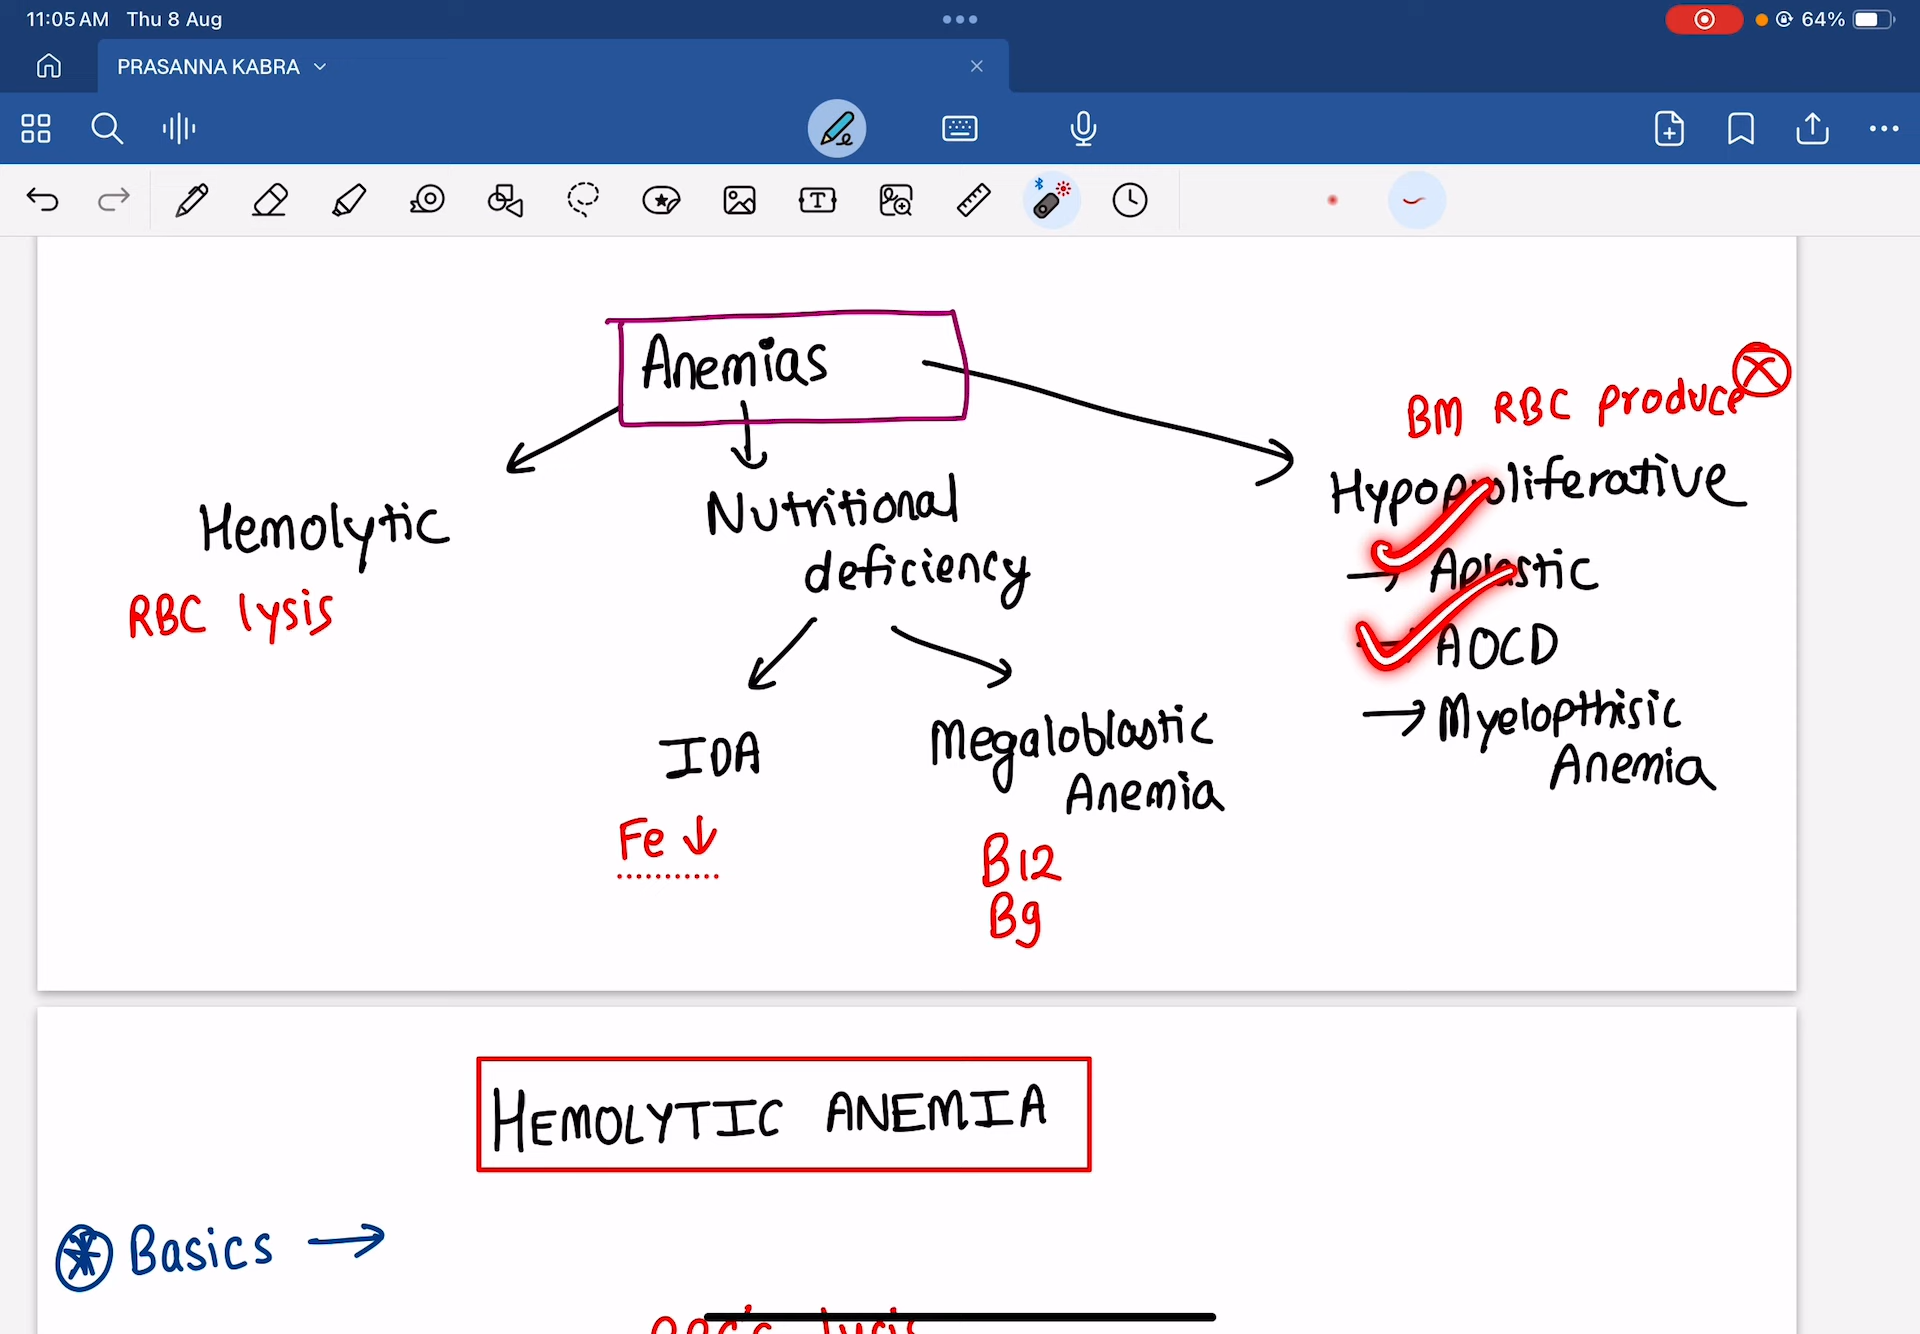 11:05 AM Thu 8 Aug
64%
PRASANNA KABRA
Anemias
BM RBC produce
Hemolytic
RBC lysis
Nutritional
deficiency
Hypoproliferative
→ Aplastic
→ AOCD
→ Myelopthisic
Anemia
IDA
Fe ↓
Megaloblastic
Anemia
B12
B9
HEMOLYTIC ANEMIA
Basics →